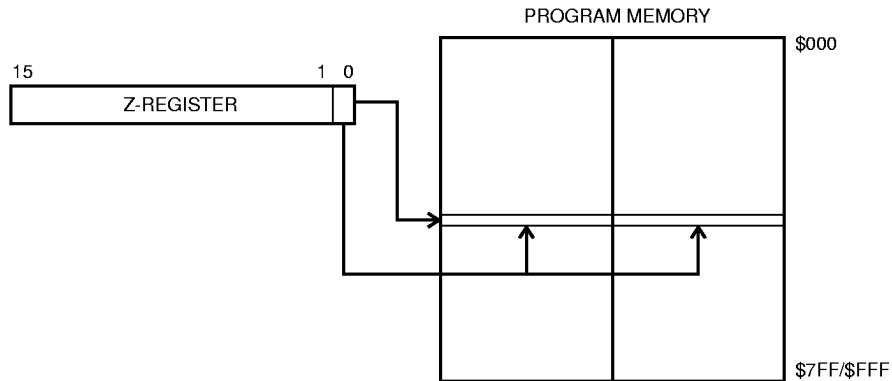 PROGRAM MEMORY
$000
15 1 0
Z-REGISTER
$7FF/$FFF